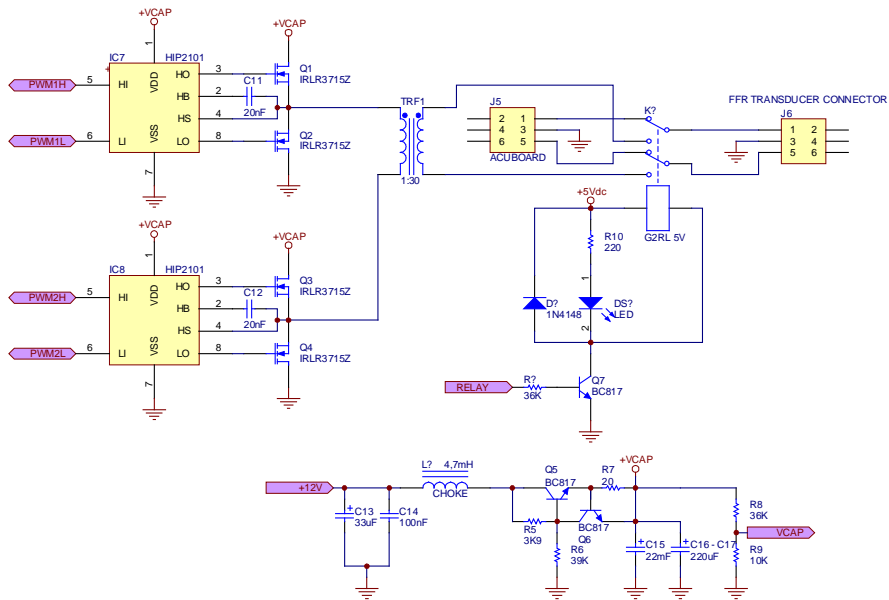 +VCAP
+VCAP
IC7
HIP2101
1
VDD
PWM1H
5
HI
HO
3
Q1
IRLR3715Z
HB
2
C11
20nF
HS
4
PWM1L
6
LI
VSS
LO
8
Q2
IRLR3715Z
7
TRF1
1:30
J5
2
1
4
3
6
5
ACUBOARD
K?
FFR TRANSDUCER CONNECTOR
J6
1
2
3
4
5
6
+5Vdc
G2RL 5V
R10
220
1
D?
1N4148
DS?
LED
2
+VCAP
+VCAP
IC8
HIP2101
1
VDD
PWM2H
5
HI
HO
3
Q3
IRLR3715Z
HB
2
C12
20nF
HS
4
PWM2L
6
LI
VSS
LO
8
Q4
IRLR3715Z
7
RELAY
R?
36K
Q7
BC817
+12V
L?
4,7mH
CHOKE
C13
33uF
C14
100nF
Q5
BC817
R7
20
+VCAP
R5
3K9
BC817
Q6
R6
39K
C15
22mF
C16 - C17
220uF
R8
36K
VCAP
R9
10K